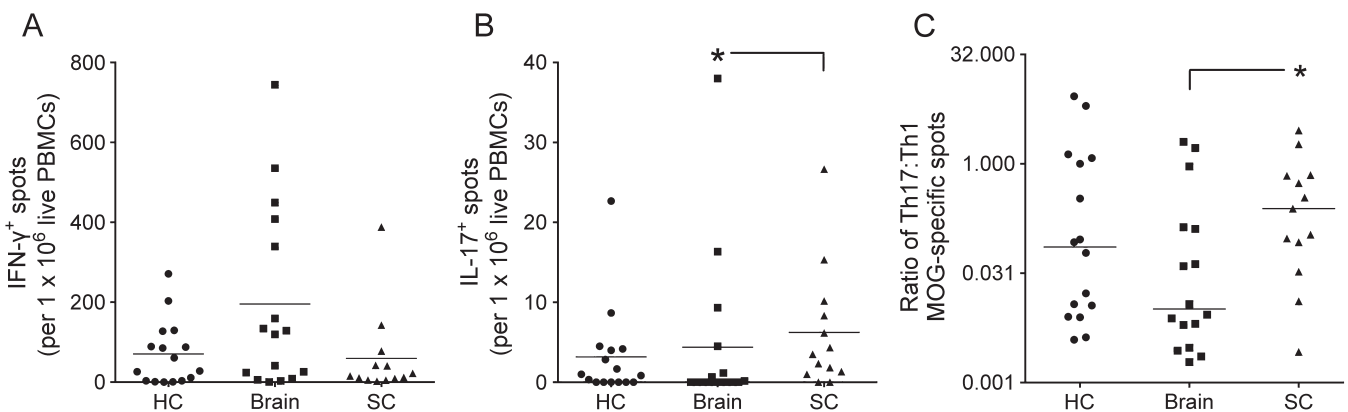 A
IFN-γ+ spots
(per 1 x 10^6 live PBMCs)
800
600
400
200
0
HC Brain SC
B
IL-17+ spots
(per 1 x 10^6 live PBMCs)
40
30
20
10
0
*
HC Brain SC
C
Ratio of Th17:Th1
MOG-specific spots
32.000
1.000
0.031
0.001
*
HC Brain SC